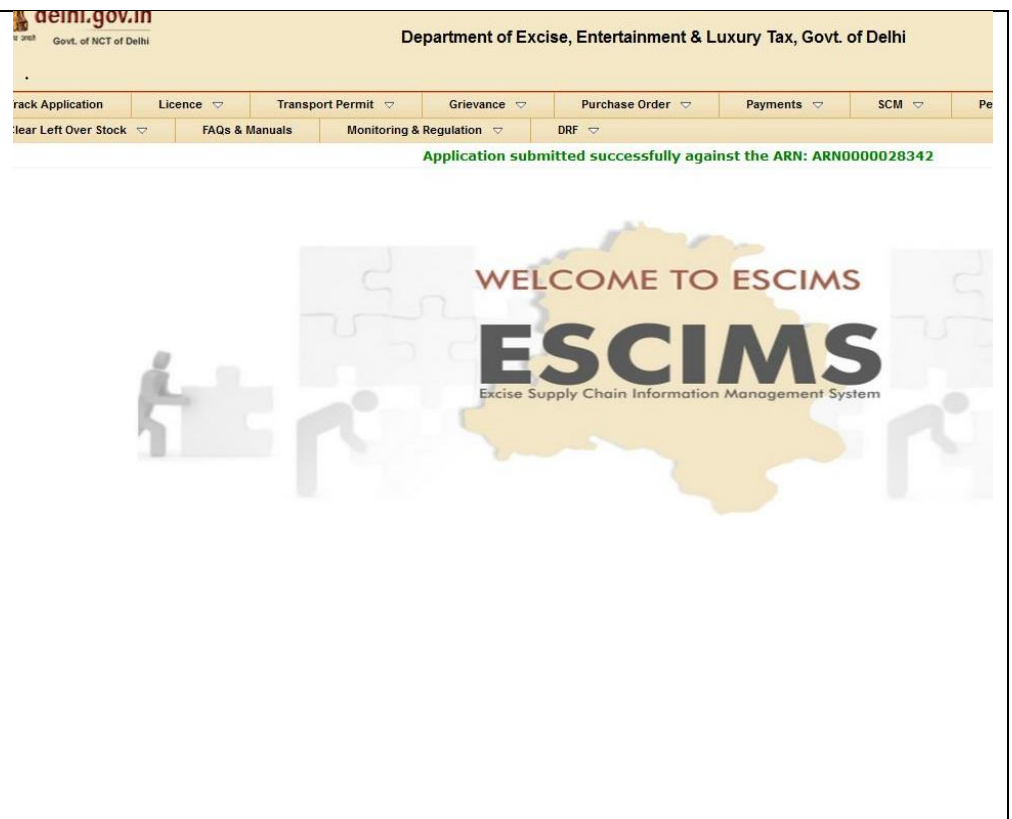 delhi.gov.in
Govt. of NCT of Delhi
Department of Excise, Entertainment & Luxury Tax, Govt. of Delhi
.
rack Application Licence Transport Permit Grievance Purchase Order Payments SCM Pe
lear Left Over Stock FAQs & Manuals Monitoring & Regulation DRF
Application submitted successfully against the ARN: ARN0000028342
WELCOME TO ESCIMS
ESCIMS
Excise Supply Chain Information Management System